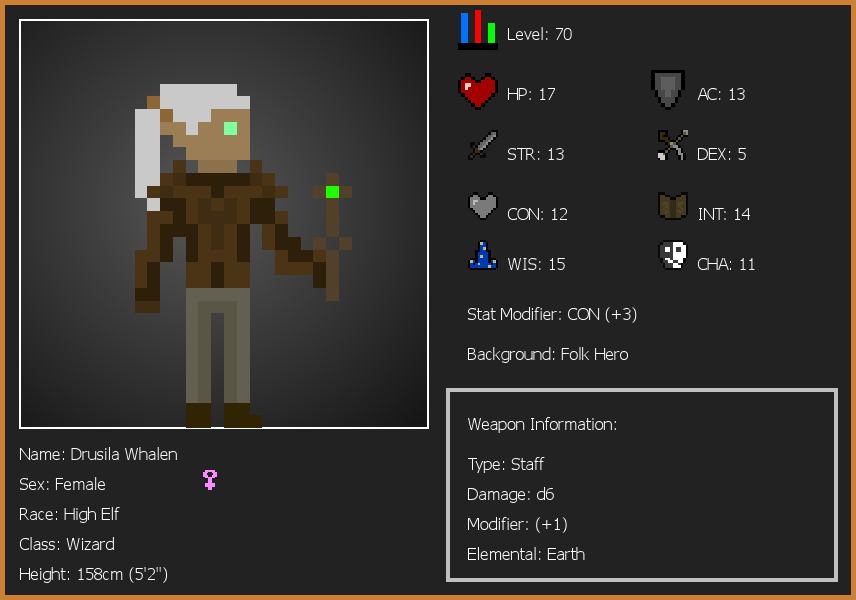 Level: 70
HP: 17
AC: 13
STR: 13
DEX: 5
CON: 12
INT: 14
WIS: 15
CHA: 11
Stat Modifier: CON (+3)
Background: Folk Hero
Weapon Information:
Type: Staff
Damage: d6
Modifier: (+1)
Elemental: Earth
Name: Drusila Whalen
Sex: Female
Race: High Elf
Class: Wizard
Height: 158cm (5'2")